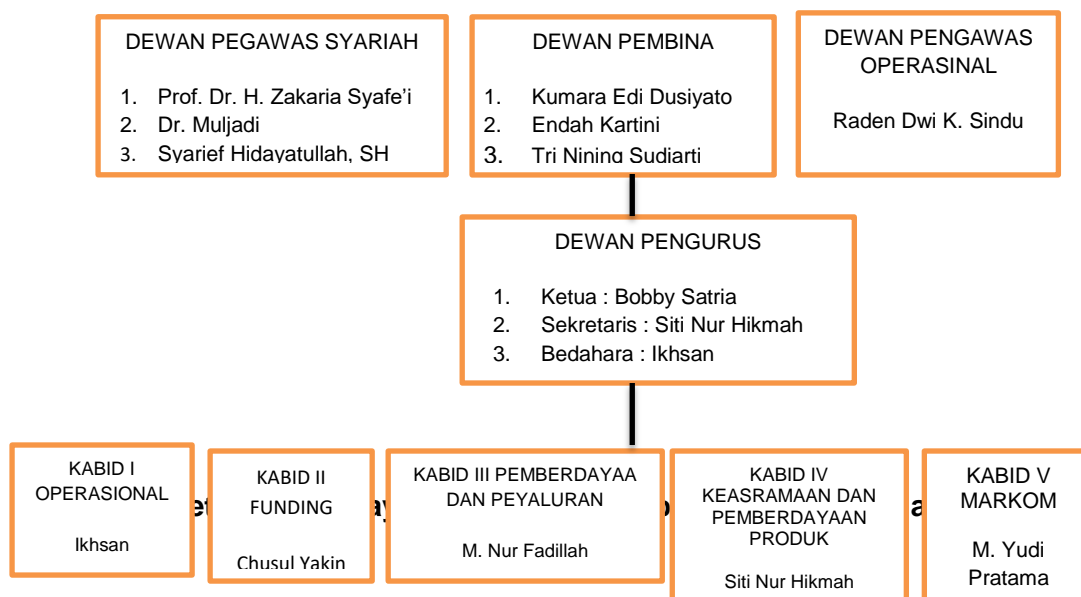 DEWAN PEGAWAS SYARIAH
1. Prof. Dr. H. Zakaria Syafe'i
2. Dr. Muljadi
3. Syarief Hidayatullah, SH
DEWAN PEMBINA
1. Kumara Edi Dusiyato
2. Endah Kartini
3. Tri Nining Sudiarti
DEWAN PENGAWAS
OPERASINAL
Raden Dwi K. Sindu
DEWAN PENGURUS
1. Ketua : Bobby Satria
2. Sekretaris : Siti Nur Hikmah
3. Bedahara : Ikhsan
KABID I
OPERASIONAL
Ikhsan
KABID II
FUNDING
Chusul Yakin
KABID III PEMBERDAYAA
DAN PEYALURAN
M. Nur Fadillah
KABID IV
KEASRAMAAN DAN
PEMBERDAYAAN
PRODUK
Siti Nur Hikmah
KABID V
MARKOM
M. Yudi
Pratama